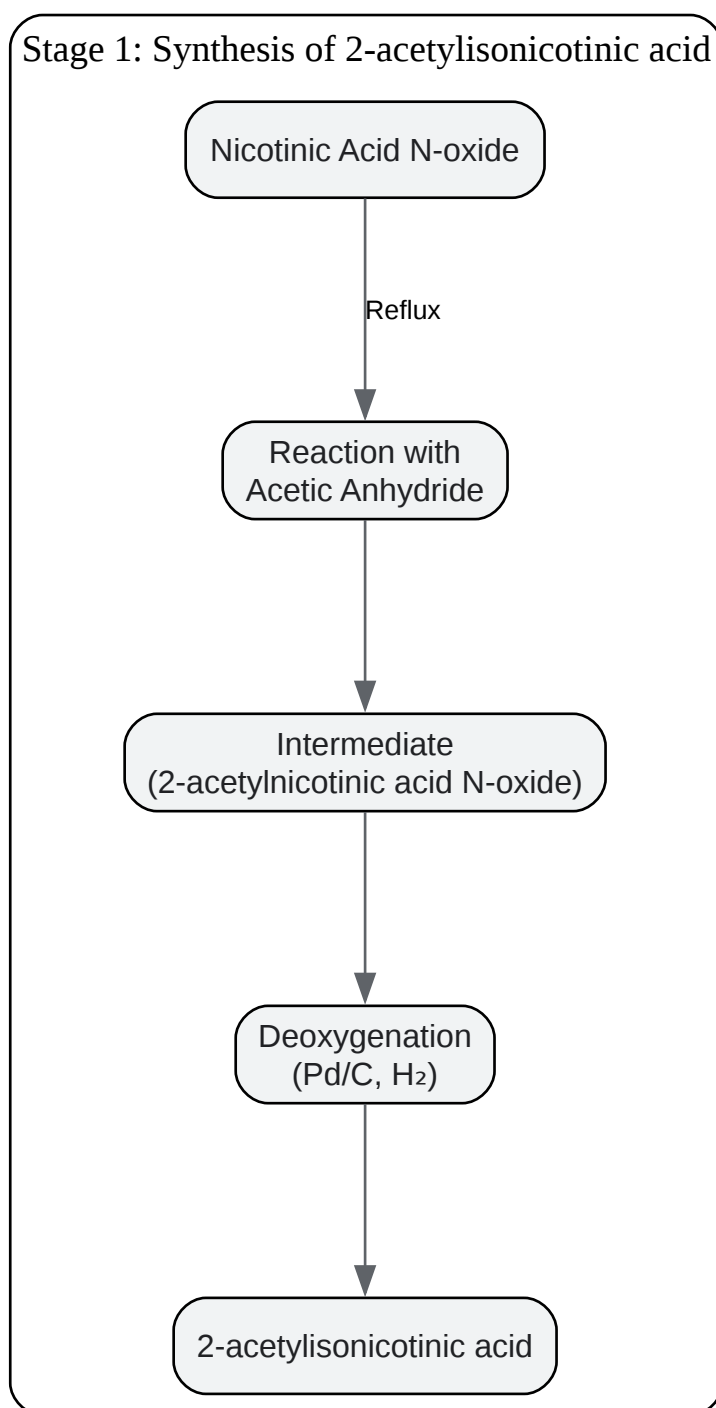 Stage 1: Synthesis of 2-acetylisonicotinic acid
Nicotinic Acid N-oxide
Reflux
Reaction with
Acetic Anhydride
Intermediate
(2-acetylnicotinic acid N-oxide)
Deoxygenation
(Pd/C, H₂)
2-acetylisonicotinic acid